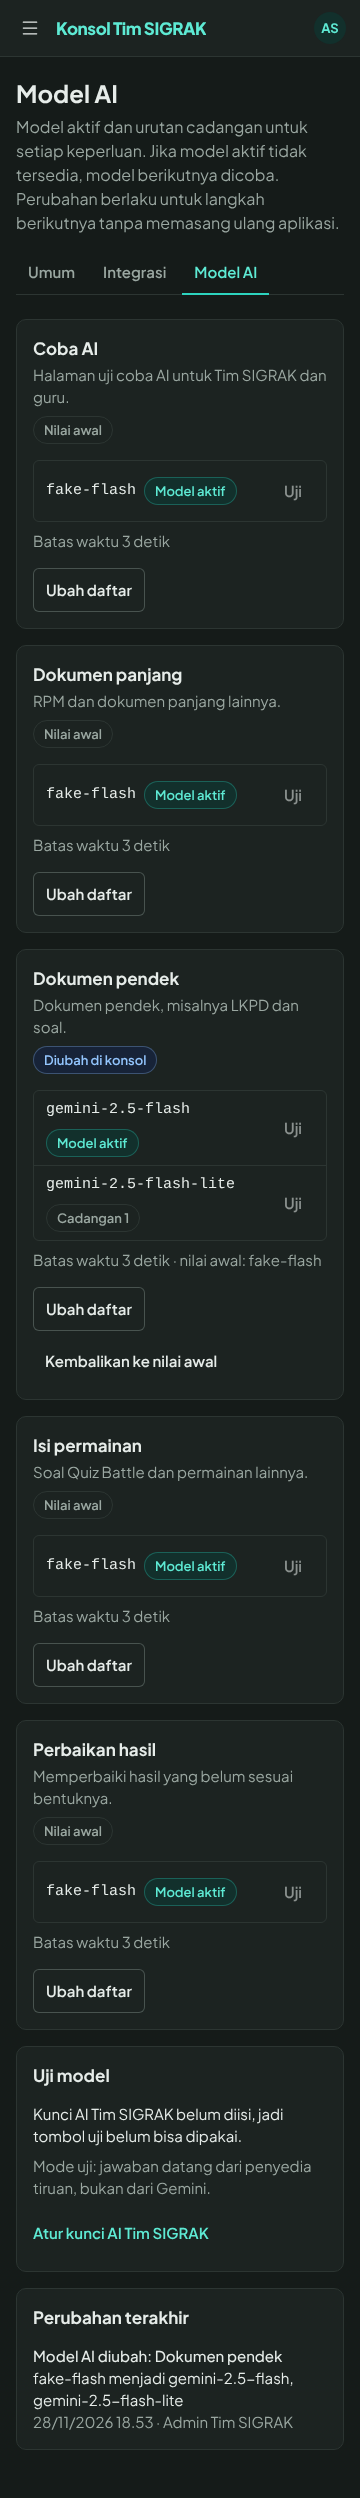 Konsol Tim SIGRAK
AS
Model AI
Model aktif dan urutan cadangan untuk
setiap keperluan. Jika model aktif tidak
tersedia, model berikutnya dicoba.
Perubahan berlaku untuk langkah
berikutnya tanpa memasang ulang aplikasi.
Umum Integrasi Model AI
Coba AI
Halaman uji coba AI untuk Tim SIGRAK dan
guru.
Nilai awal
fake-flash Model aktif Uji
Batas waktu 3 detik
Ubah daftar
Dokumen panjang
RPM dan dokumen panjang lainnya.
Nilai awal
fake-flash Model aktif Uji
Batas waktu 3 detik
Ubah daftar
Dokumen pendek
Dokumen pendek, misalnya LKPD dan
soal.
Diubah di konsol
gemini-2.5-flash
Model aktif
Uji
gemini-2.5-flash-lite
Cadangan 1
Uji
Batas waktu 3 detik · nilai awal: fake-flash
Ubah daftar
Kembalikan ke nilai awal
Isi permainan
Soal Quiz Battle dan permainan lainnya.
Nilai awal
fake-flash Model aktif Uji
Batas waktu 3 detik
Ubah daftar
Perbaikan hasil
Memperbaiki hasil yang belum sesuai
bentuknya.
Nilai awal
fake-flash Model aktif Uji
Batas waktu 3 detik
Ubah daftar
Uji model
Kunci AI Tim SIGRAK belum diisi, jadi
tombol uji belum bisa dipakai.
Mode uji: jawaban datang dari penyedia
tiruan, bukan dari Gemini.
Atur kunci AI Tim SIGRAK
Perubahan terakhir
Model AI diubah: Dokumen pendek
fake-flash menjadi gemini-2.5-flash,
gemini-2.5-flash-lite
28/11/2026 18.53 · Admin Tim SIGRAK